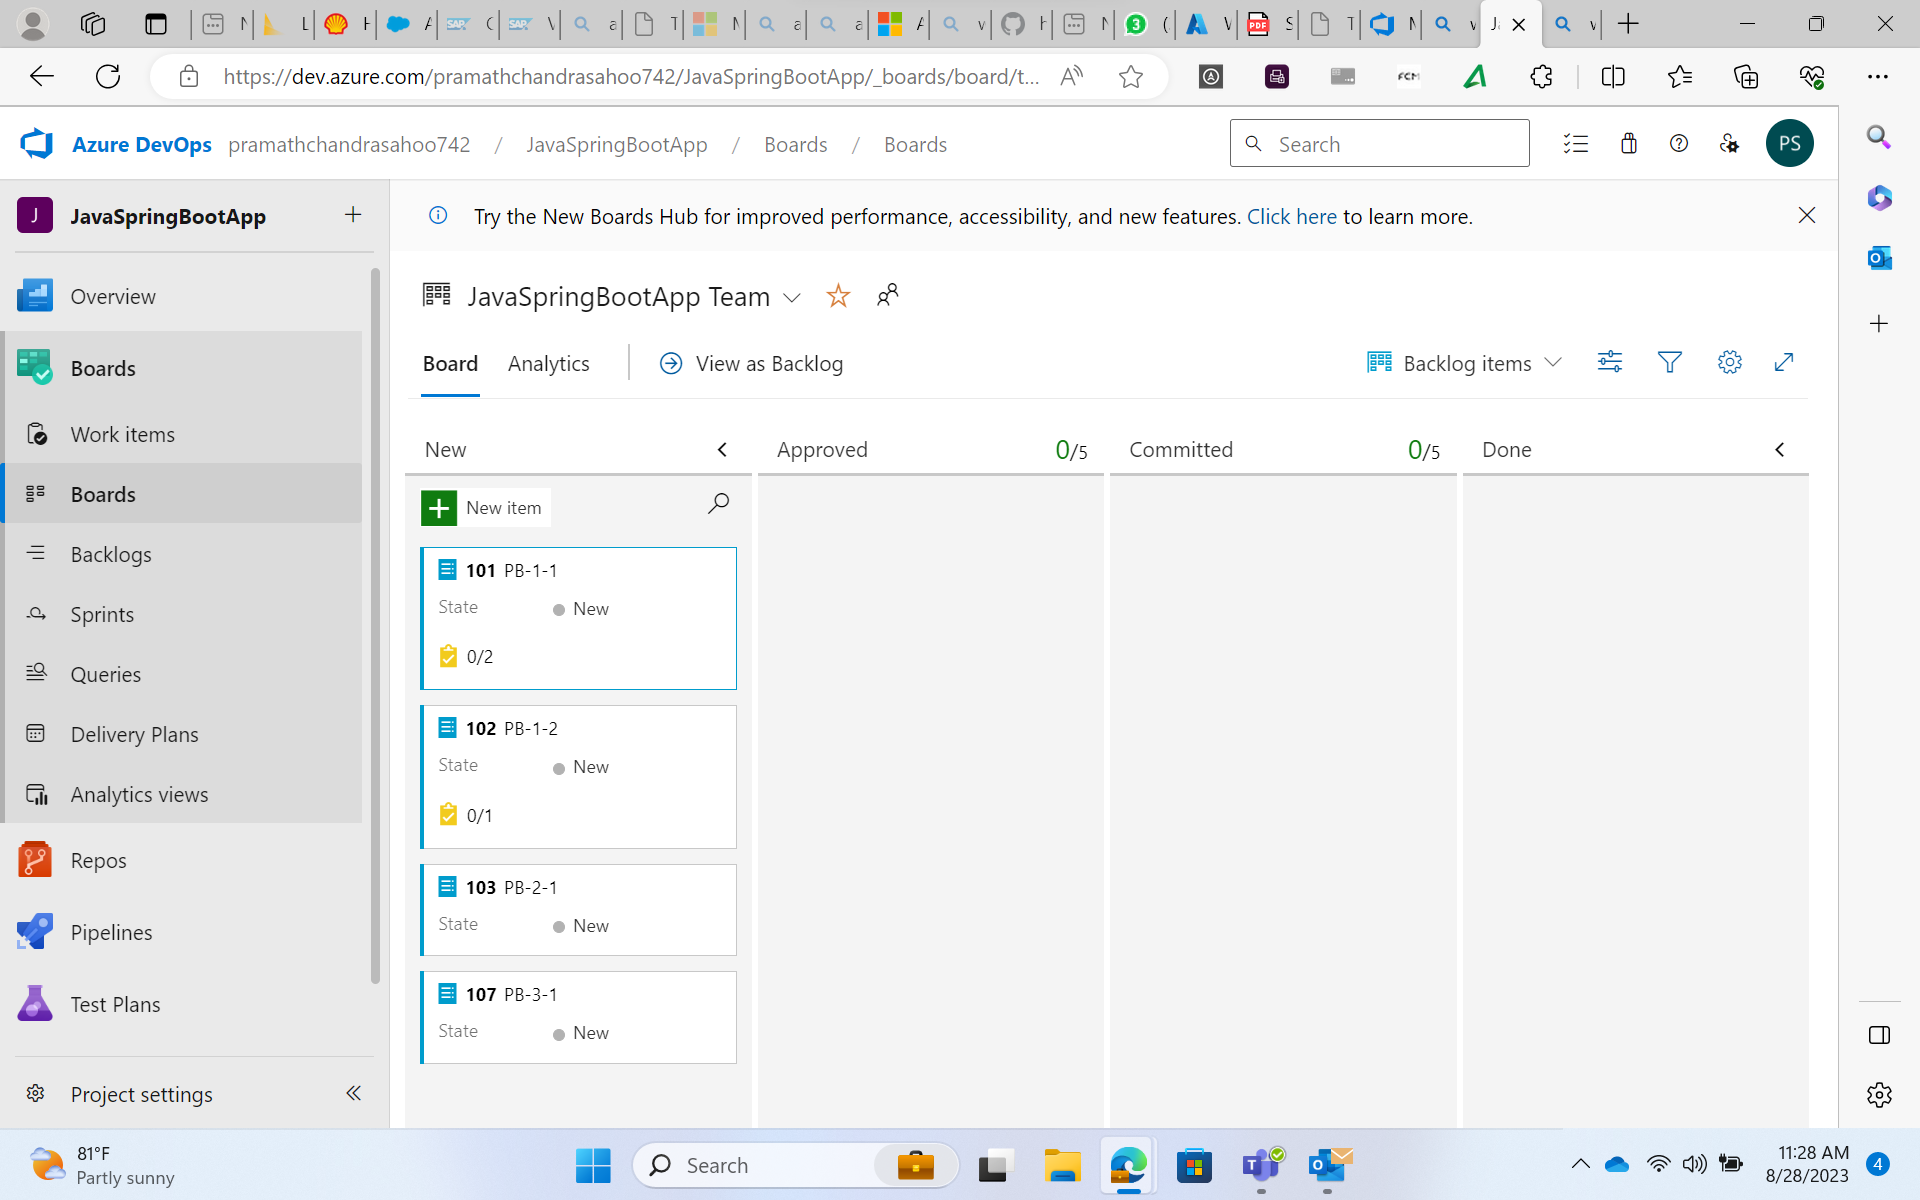 https://dev.azure.com/pramathchandrasahoo742/JavaSpringBootApp/_boards/board/t...
Azure DevOps pramathchandrasahoo742 / JavaSpringBootApp / Boards / Boards
Search
PS
J JavaSpringBootApp
Try the New Boards Hub for improved performance, accessibility, and new features. Click here to learn more.
Overview
JavaSpringBootApp Team
Boards
Board Analytics View as Backlog
Backlog items
Work items
Boards
Backlogs
Sprints
Queries
Delivery Plans
Analytics views
Repos
Pipelines
Test Plans
Project settings
New
Approved 0/5
Committed 0/5
Done
New item
101 PB-1-1
State New
0/2
102 PB-1-2
State New
0/1
103 PB-2-1
State New
107 PB-3-1
State New
81°F
Partly sunny
Search
11:28 AM
8/28/2023
4